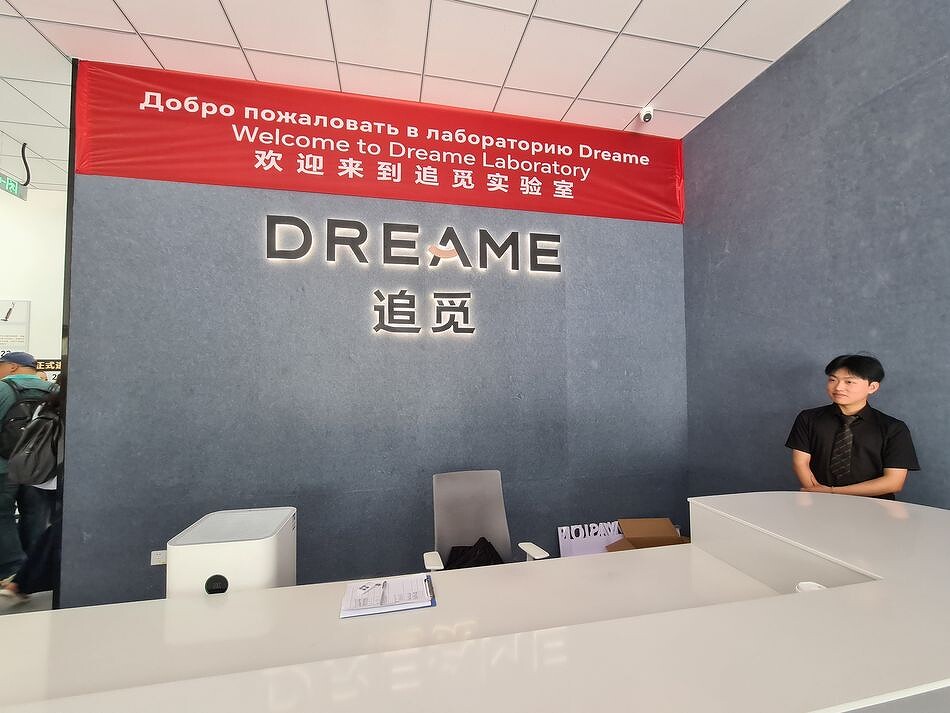 Добро пожаловать в лабораторию Dreame
Welcome to Dreame Laboratory
欢迎来到追觅实验室
DREAME
追觅